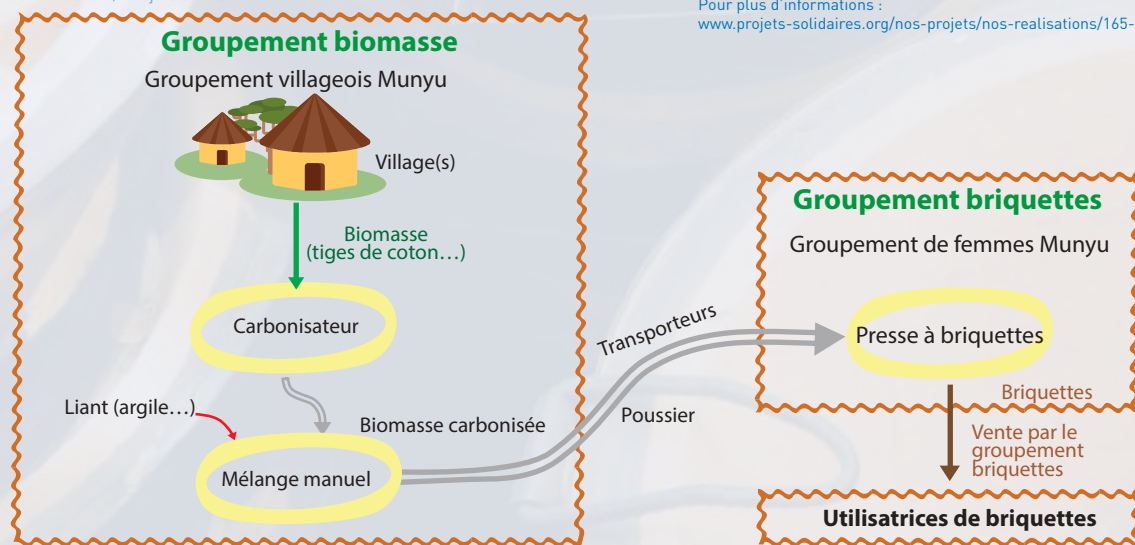 Pour plus d'informations :
www.projets-solidaires.org/nos-projets/nos-realisations/165-
Groupement biomasse
Groupement villageois Munyu
Village(s)
Biomasse
(tiges de coton…)
Carbonisateur
Liant (argile…)
Biomasse carbonisée
Mélange manuel
Transporteurs
Poussier
Groupement briquettes
Groupement de femmes Munyu
Presse à briquettes
Briquettes
Vente par le
groupement
briquettes
Utilisatrices de briquettes